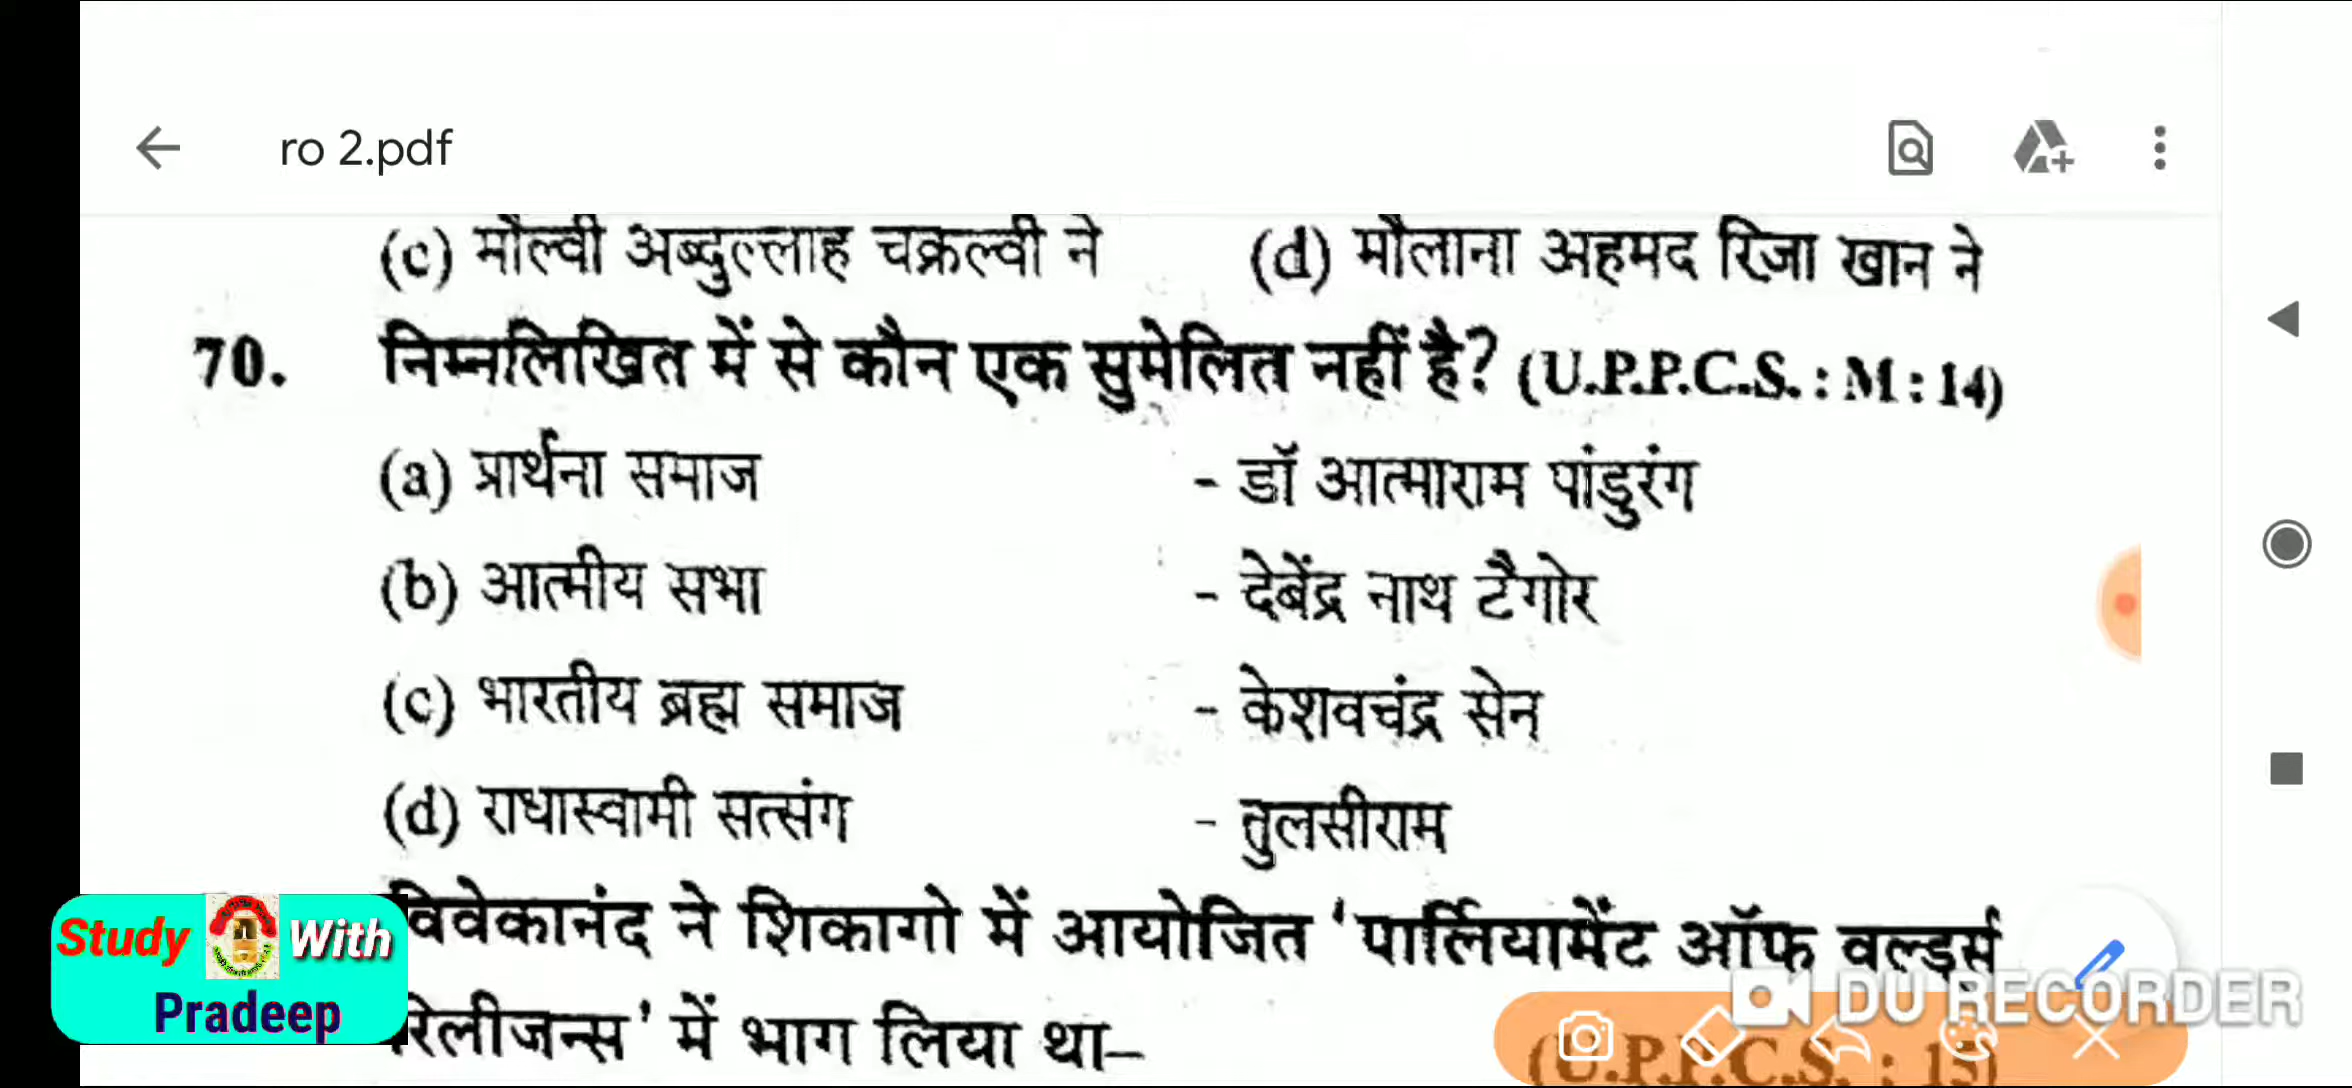 ro 2.pdf
(c) मौल्वी अब्दुल्लाह चक्रल्वी ने (d) मौलाना अहमद रिजा खान ने
70. निम्नलिखित में से कौन एक सुमेलित नहीं है? (U.P.P.C.S. : M : 14)
(a) प्रार्थना समाज - डॉ आत्माराम पांडुरंग
(b) आत्मीय सभा - देबेंद्र नाथ टैगोर
(c) भारतीय ब्रह्म समाज - केशवचंद्र सेन
(d) राधास्वामी सत्संग - तुलसीराम
विवेकानंद ने शिकागो में आयोजित 'पार्लियामेंट ऑफ वर्ल्ड्स
रिलीजन्स' में भाग लिया था–
(U.P.P.C.S. : 15)
Study With
Pradeep
DU RECORDER